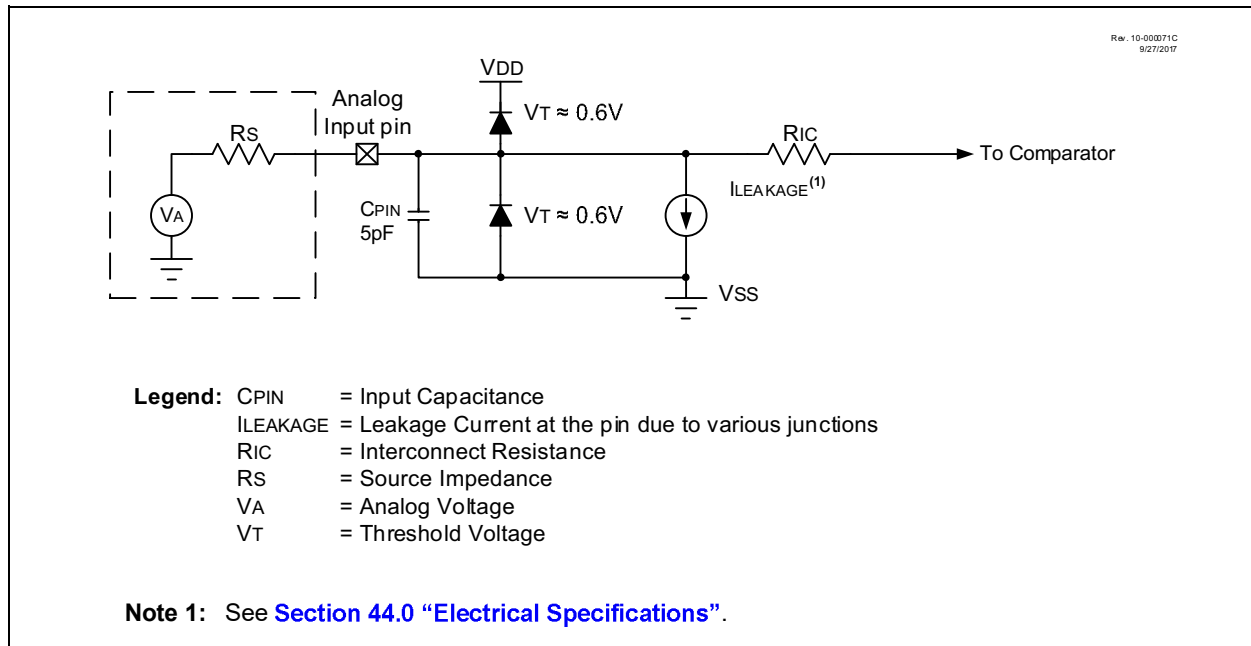 Rev. 10-000071C
9/27/2017
VDD
Analog
Input pin
VT ≈ 0.6V
RS
RIC
To Comparator
ILEAKAGE(1)
VA
CPIN
5pF
VT ≈ 0.6V
VSS
Legend: CPIN = Input Capacitance
ILEAKAGE = Leakage Current at the pin due to various junctions
RIC = Interconnect Resistance
RS = Source Impedance
VA = Analog Voltage
VT = Threshold Voltage
Note 1: See Section 44.0 “Electrical Specifications”.